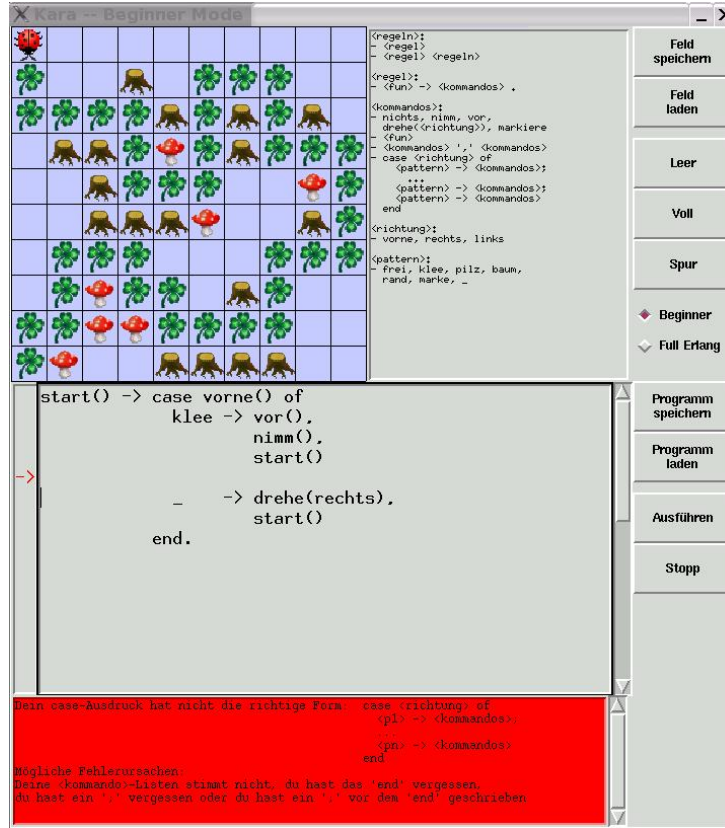 Kara -- Beginner Mode
<regeln>:
- <regel>
- <regel> <regeln>
<regel>:
- <fun> -> <kommandos> .
<kommandos>:
- nichts, nimm, vor,
drehe(<richtung>), markiere
- <fun>
- <kommandos> ',' <kommandos>
- case <richtung> of
<pattern> -> <kommandos>;
...
<pattern> -> <kommandos>;
<pattern> -> <kommandos>
end
<richtung>:
- vorne, rechts, links
<pattern>:
- frei, klee, pilz, baum,
rand, marke, _
Feld
speichern
Feld
laden
Leer
Voll
Spur
Beginner
Full Erlang
start() -> case vorne() of
klee -> vor(),
nimm(),
start()
->
_ -> drehe(rechts),
start()
end.
Programm
speichern
Programm
laden
Ausführen
Stopp
Dein case-Ausdruck hat nicht die richtige Form: case <richtung> of
<p1> -> <kommandos>;
...
<pn> -> <kommandos>
end
Mögliche Fehlerursachen:
Deine <kommando>-Listen stimmt nicht, du hast das 'end' vergessen,
du hast ein ';' vergessen oder du hast ein ';' vor dem 'end' geschrieben